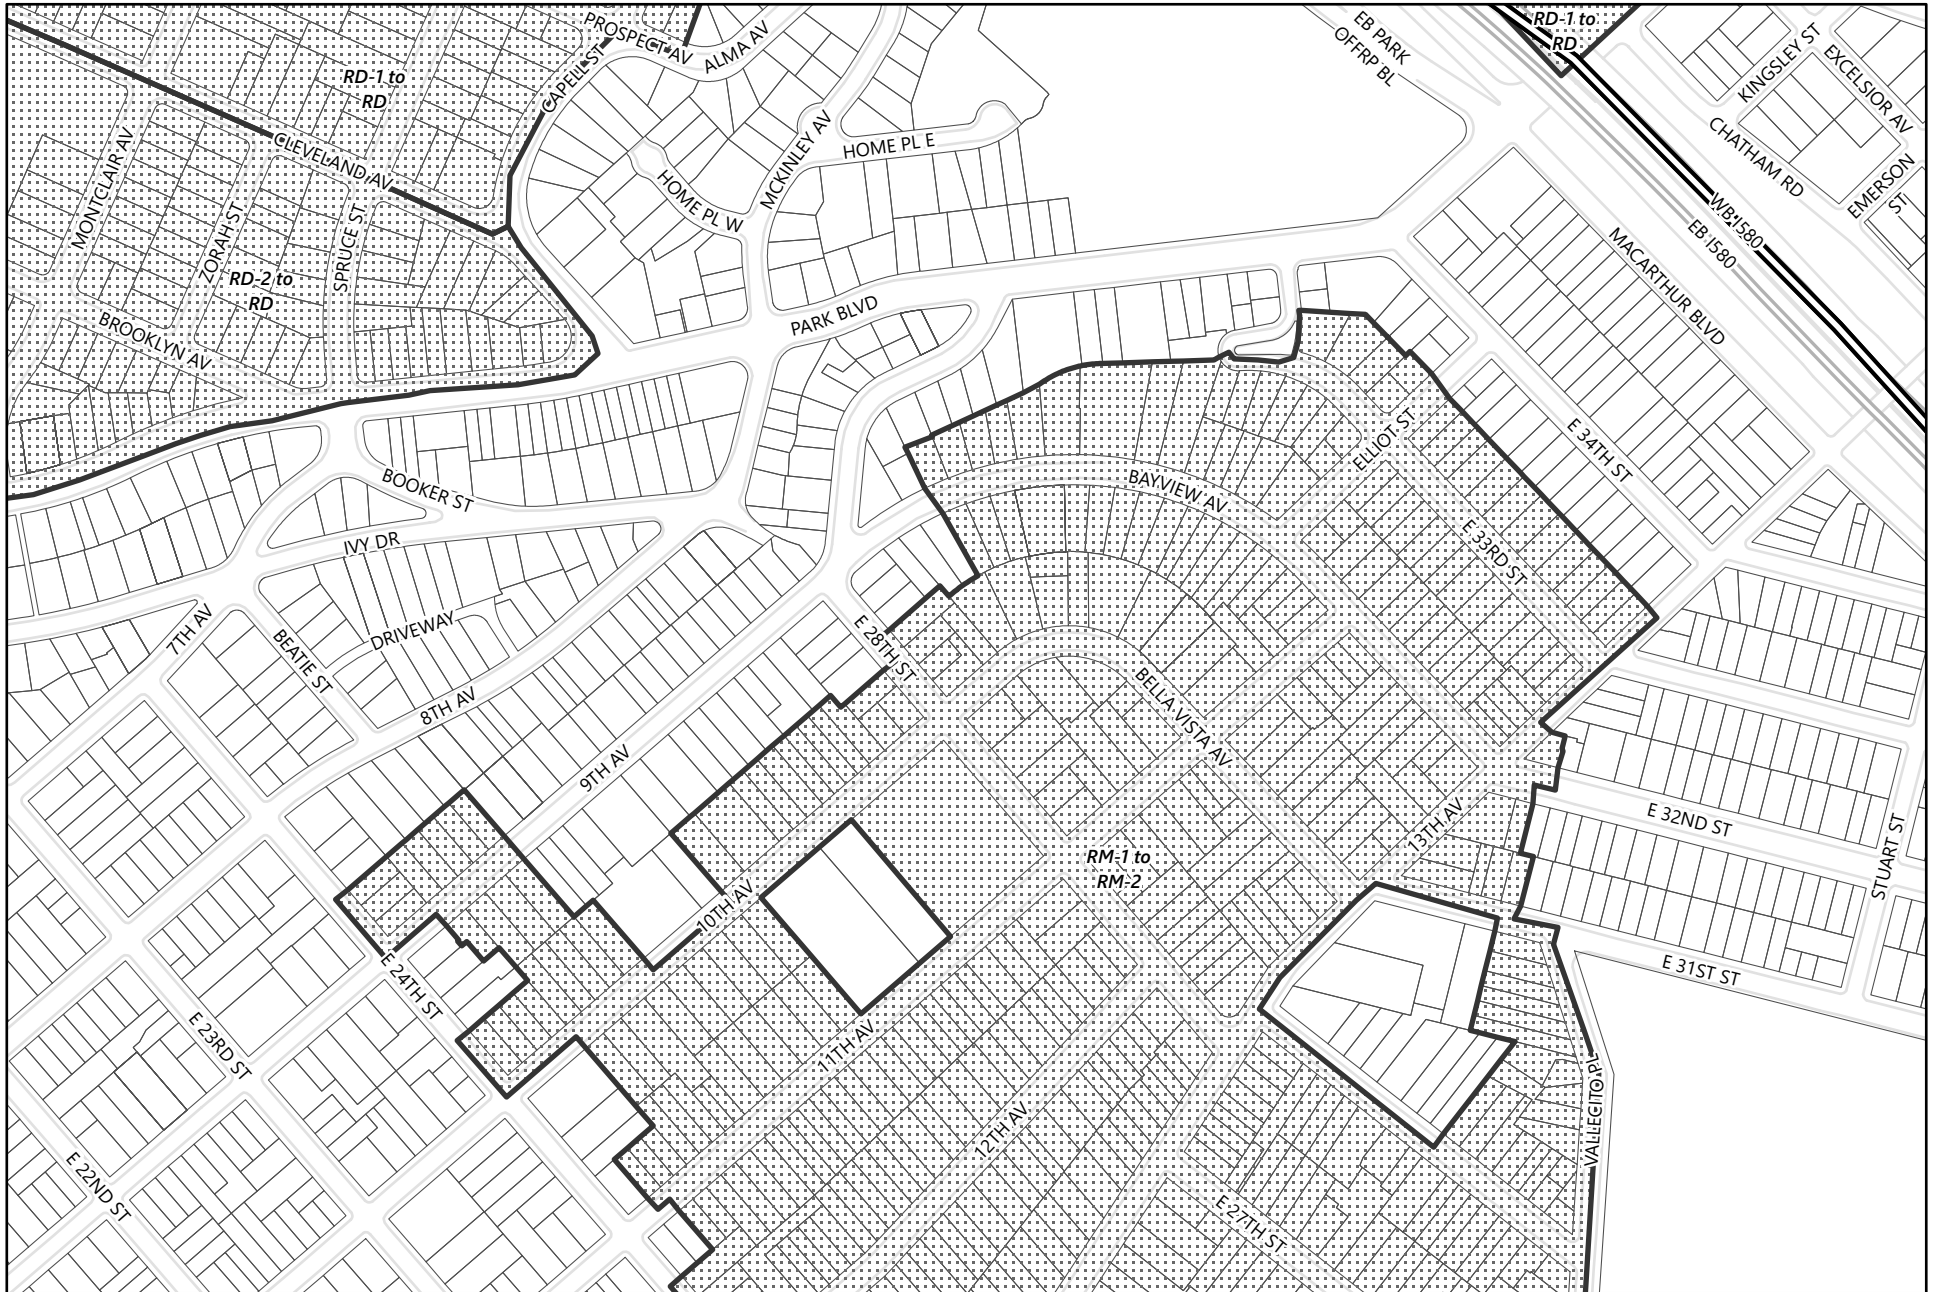 PROSPECT AV
ALMA AV
EB PARK
OFFRP BL
RD-1 to
RD
KINGSLEY ST
EXCELSIOR AV
RD-1 to
RD
CAPELL ST
CHATHAM RD
EMERSON
ST
MONTCLAIR AV
CLEVELAND AV
MCKINLEY AV
HOME PL E
HOME PL W
ZORAH ST
SPRUCE ST
WB I580
EB I580
MACARTHUR BLVD
RD-2 to
RD
BROOKLYN AV
PARK BLVD
ELLIOT ST
E 34TH ST
BOOKER ST
BAYVIEW AV
IVY DR
E 33RD ST
7TH AV
BEATIE ST
DRIVEWAY
E 28TH ST
8TH AV
BELLA VISTA AV
9TH AV
13TH AV
E 32ND ST
STUART ST
RM-1 to
RM-2
10TH AV
E 24TH ST
E 31ST ST
E 23RD ST
11TH AV
12TH AV
VALLECITO PL
E 22ND ST
E 27TH ST